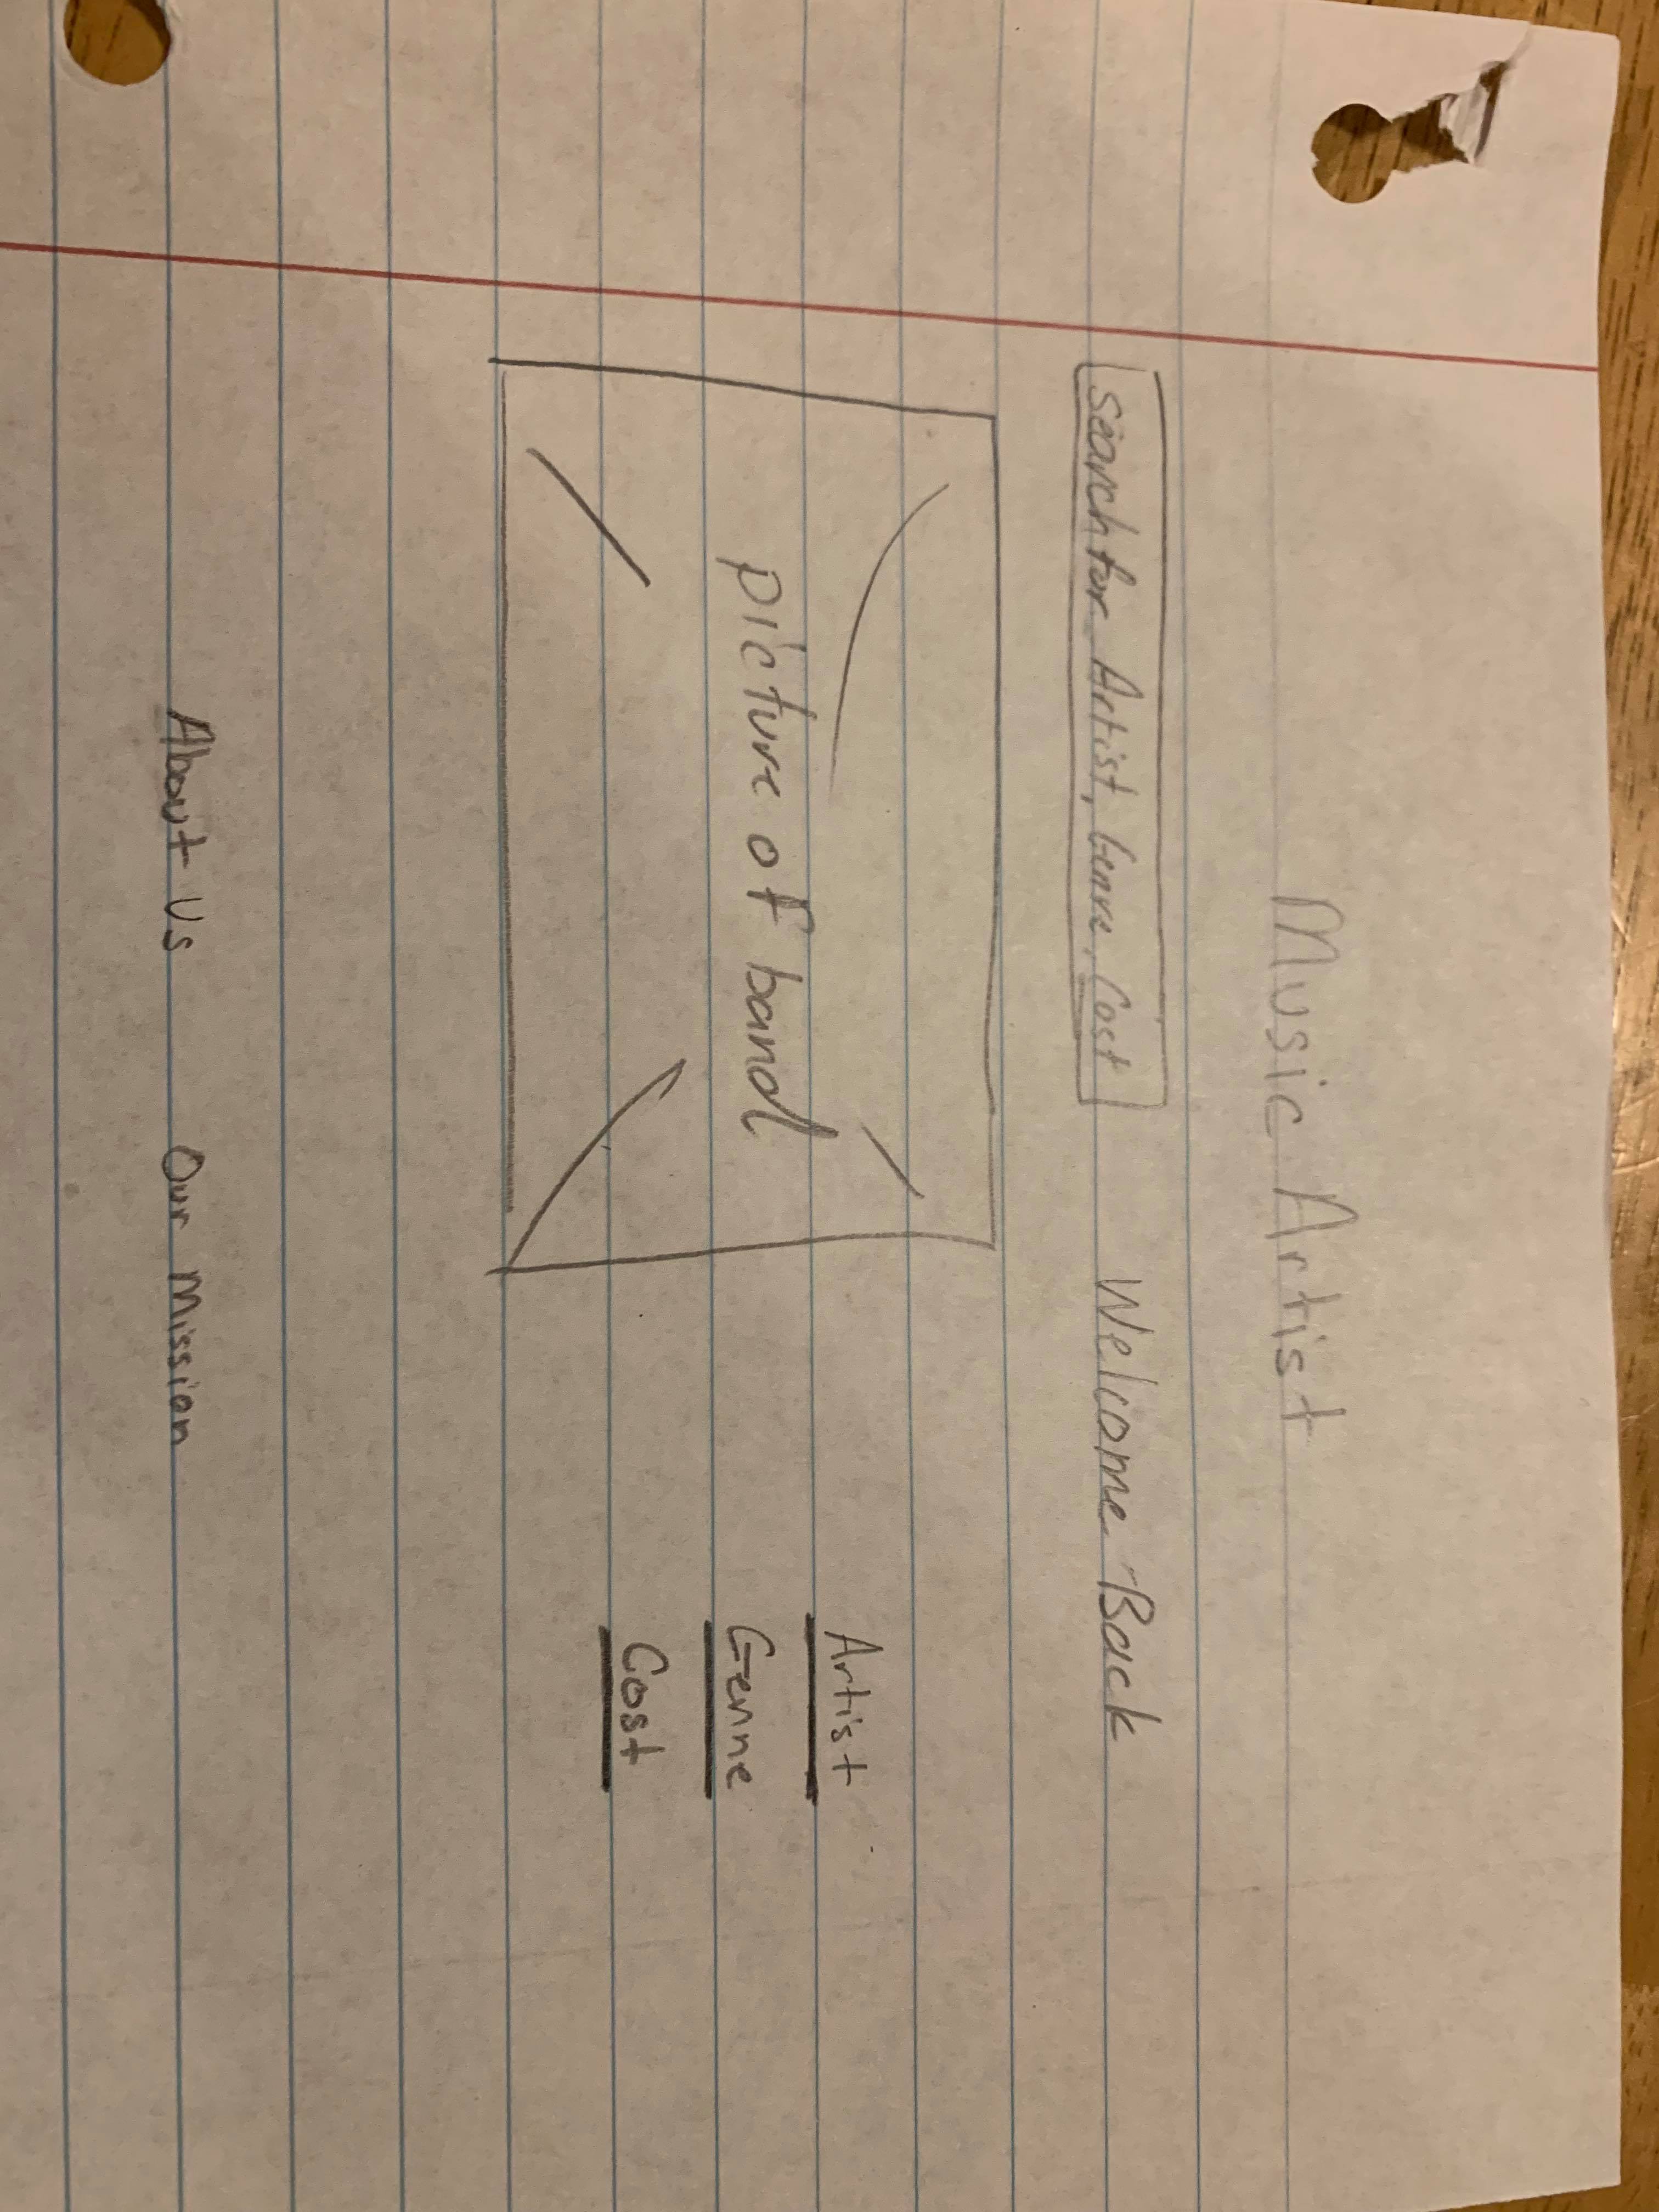 Music Artist
Search for Artist, Genre, Cost Welcome Back
picture of band
Artist
Genne
Cost
About Us Our Mission